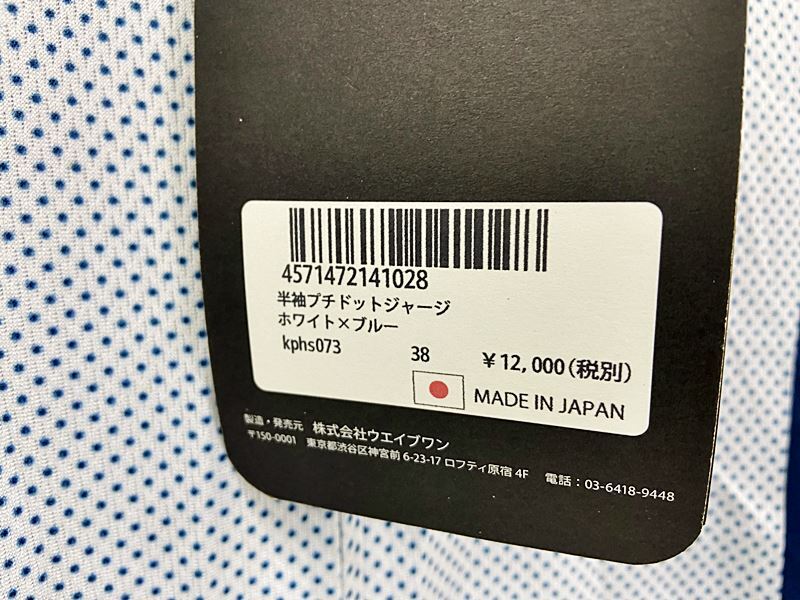 4571472141028
半袖プチドットジャージ
ホワイト×ブルー
kphs073 38 ￥12,000(税別)
MADE IN JAPAN
製造・発売元 株式会社ウエイブワン
〒150-0001 東京都渋谷区神宮前 6-23-17 ロフティ原宿 4F 電話：03-6418-9448